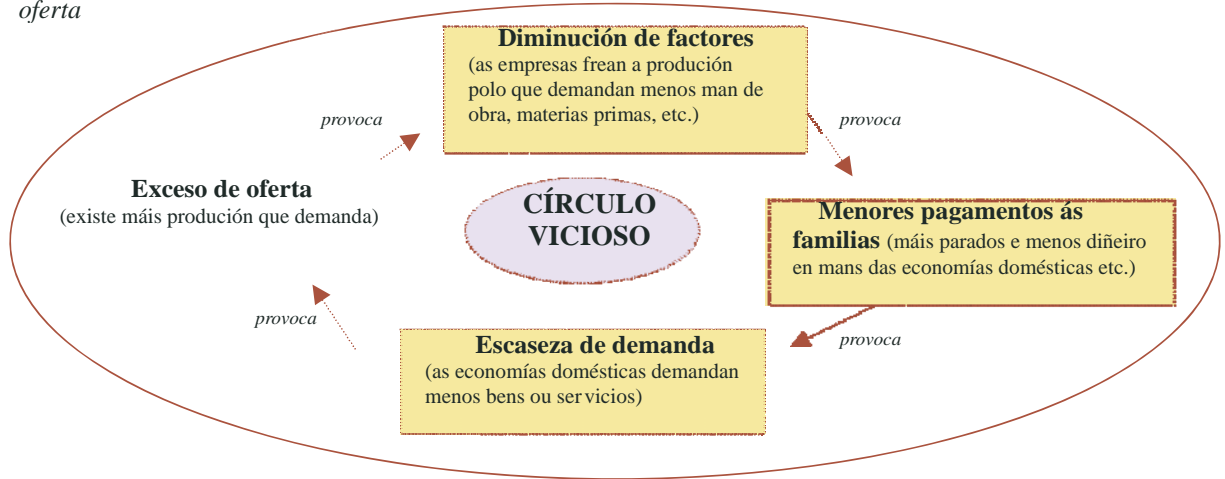 oferta
Diminución de factores
(as empresas frean a produción
polo que demandan menos man de
obra, materias primas, etc.)
provoca
provoca
Exceso de oferta
(existe máis produción que demanda)
CÍRCULO
VICIOSO
Menores pagamentos ás
familias (máis parados e menos diñeiro
en mans das economías domésticas etc.)
provoca
Escaseza de demanda
(as economías domésticas demandan
menos bens ou ser vicios)
provoca